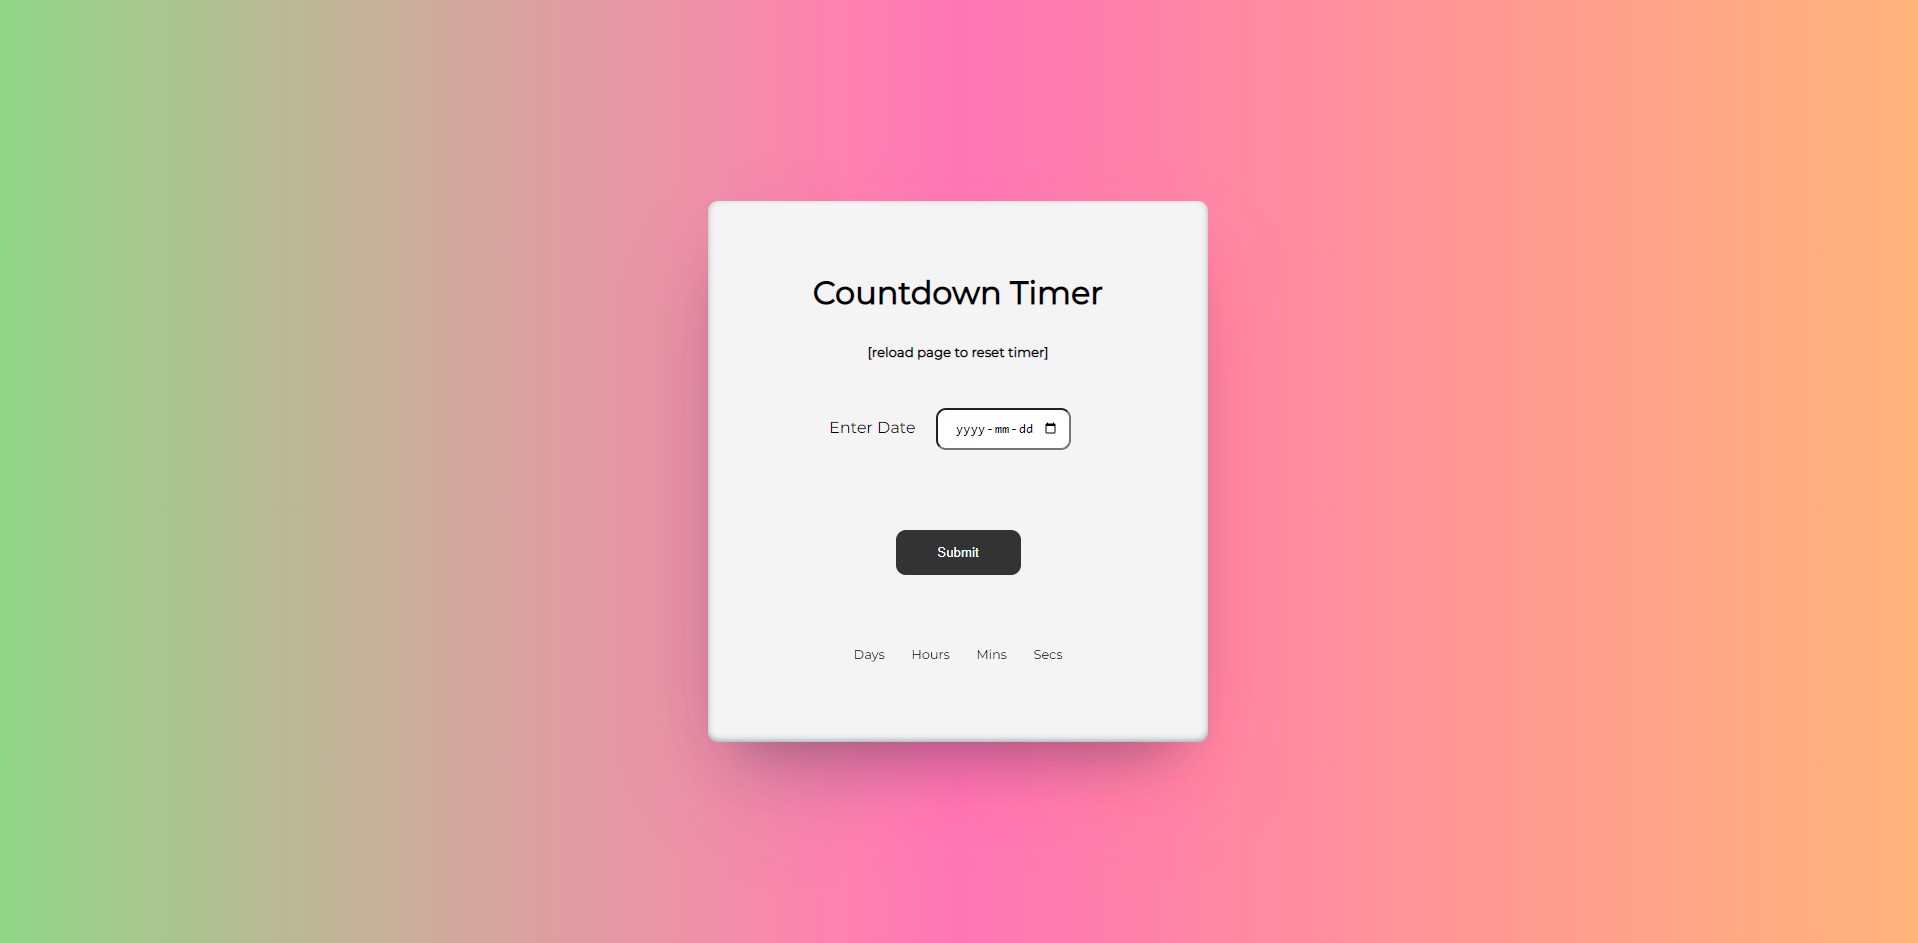 Countdown Timer
[reload page to reset timer]
Enter Date yyyy-mm-dd
Submit
Days Hours Mins Secs